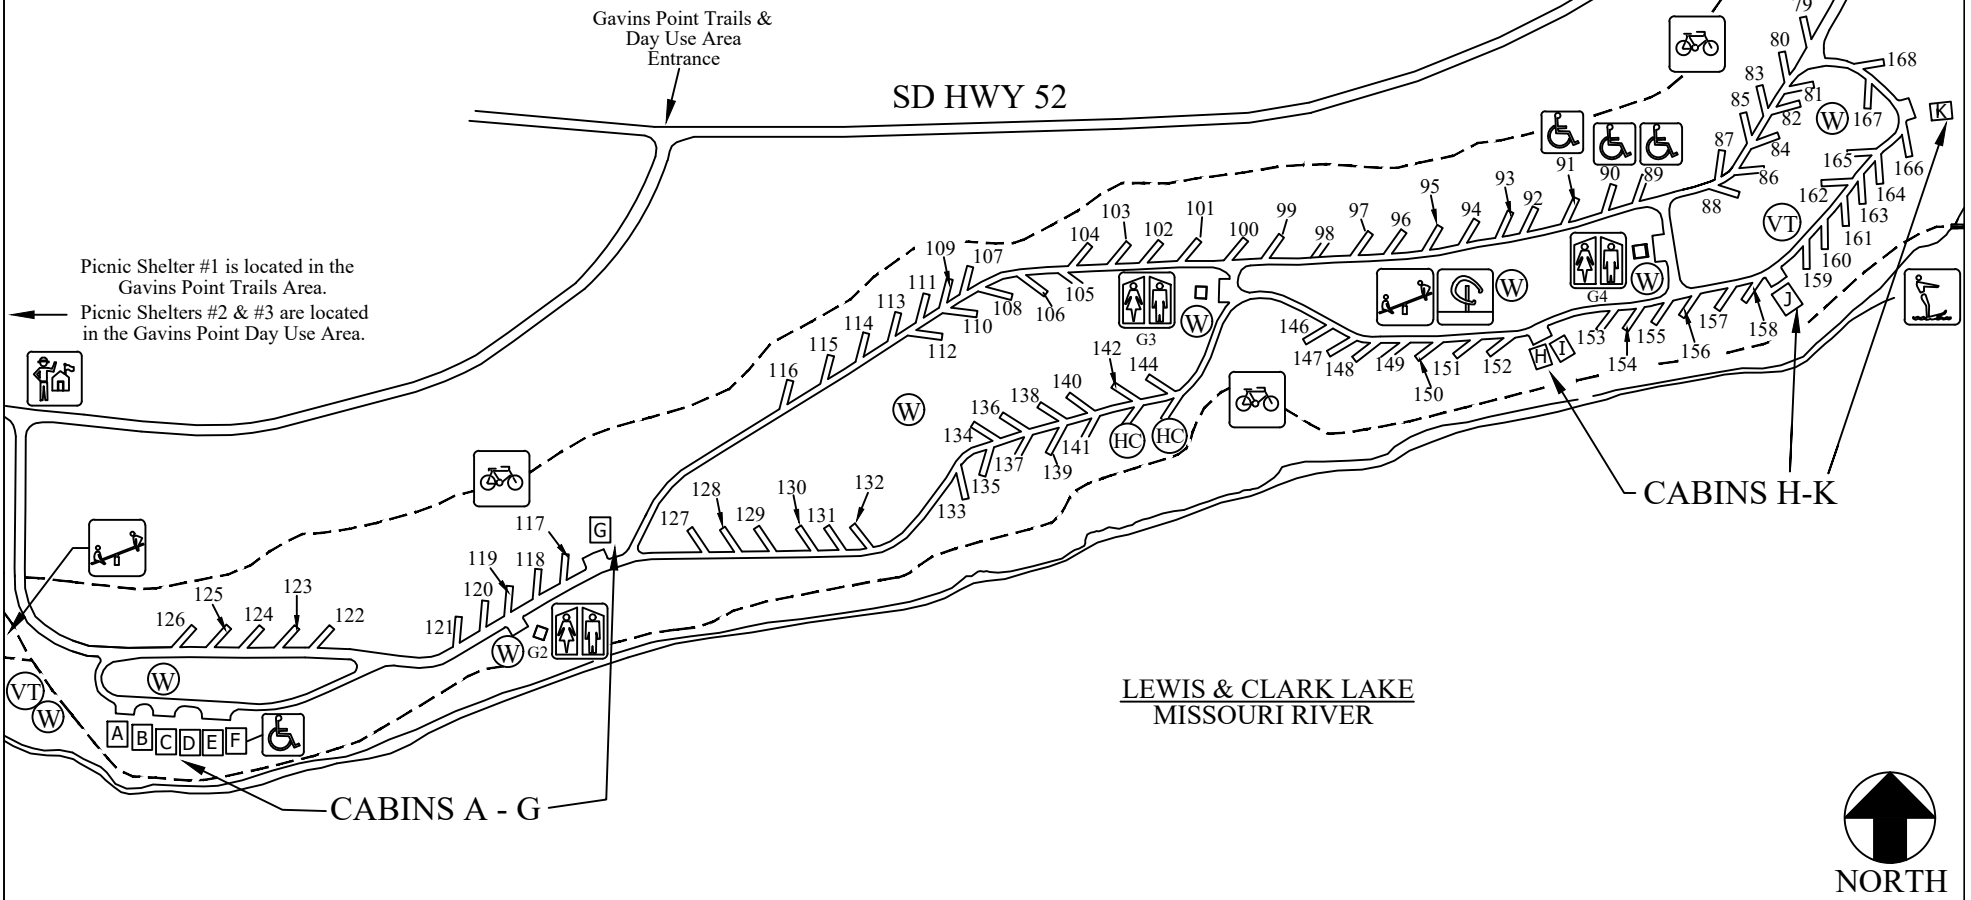 Gavins Point Trails &
Day Use Area
Entrance
SD HWY 52
Picnic Shelter #1 is located in the
Gavins Point Trails Area.
Picnic Shelters #2 & #3 are located
in the Gavins Point Day Use Area.
79
80
168
83
81
85
82
W
167
K
87
84
166
165
86
164
162
88
163
VT
161
160
159
91
90
89
93
92
95
94
97
96
99
98
101
100
103
102
104
109
107
105
111
108
106
113
110
114
112
115
116
G3
W
W
G4
W
J
158
157
156
155
154
153
H
I
146
147
148
149
150
151
152
142
144
140
138
136
134
HC
HC
141
139
137
135
133
W
132
130
131
128
129
127
CABINS H-K
G
117
118
119
120
121
G2
W
122
123
124
125
126
W
VT
W
A
B
C
D
E
F
CABINS A - G
LEWIS & CLARK LAKE
MISSOURI RIVER
NORTH